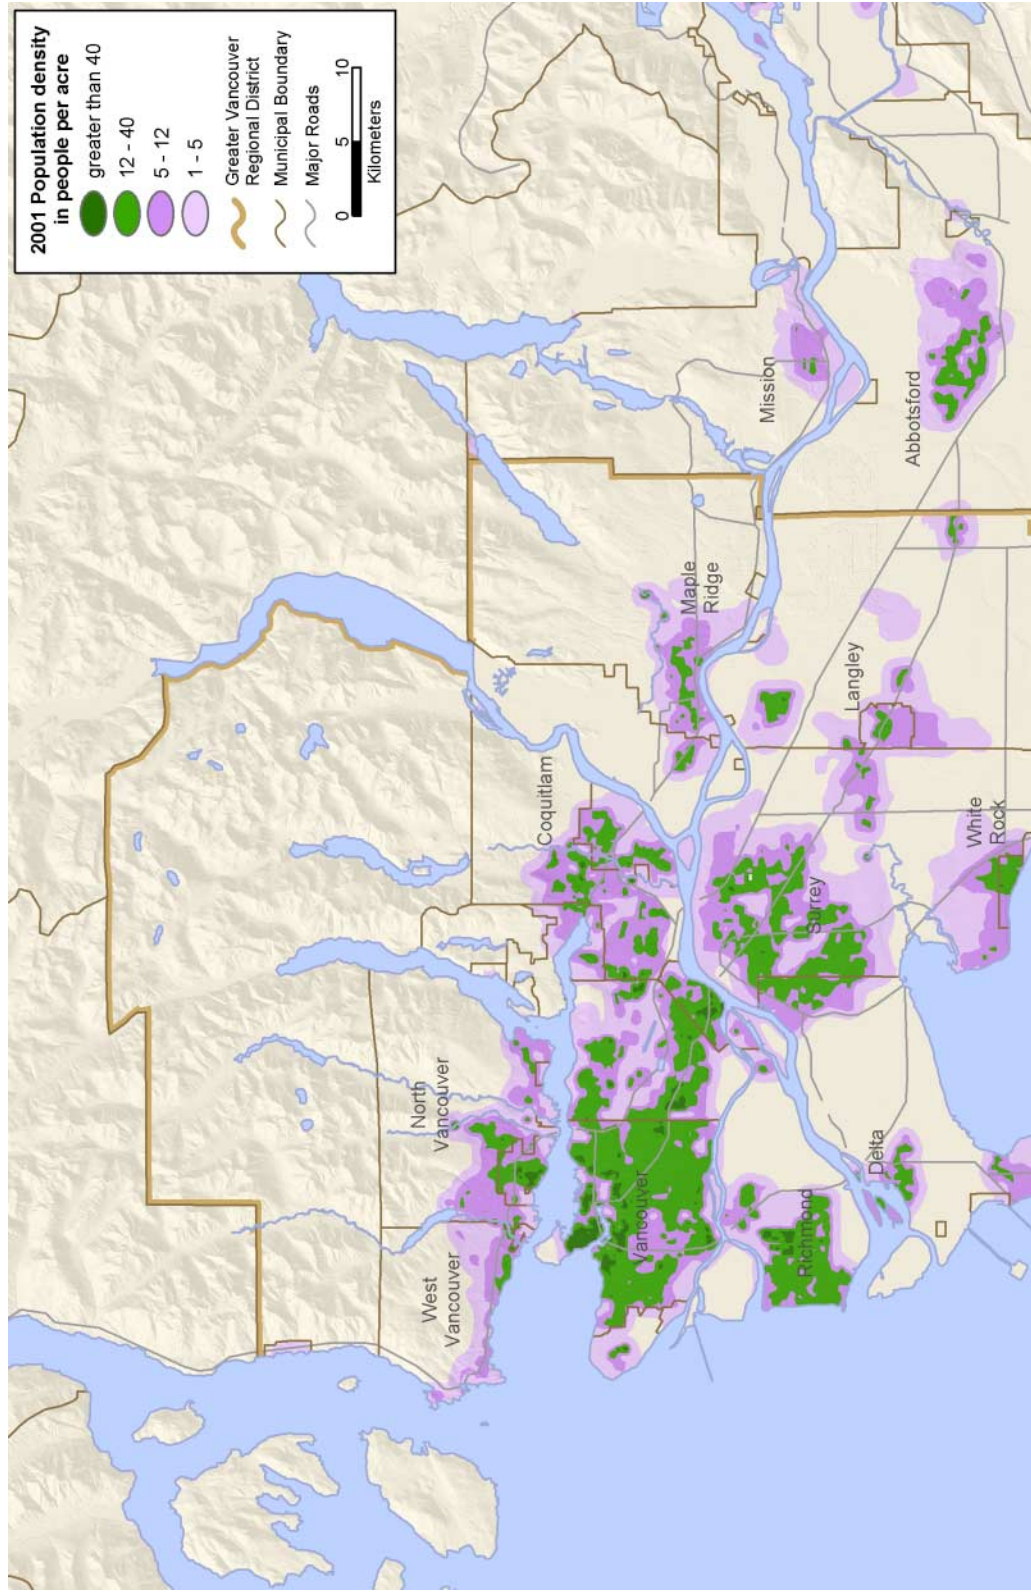 2001 Population density
in people per acre
greater than 40
12 - 40
5 - 12
1 - 5
Greater Vancouver
Regional District
Municipal Boundary
Major Roads
0
5
10
Kilometers
West
Vancouver
North
Vancouver
Coquitlam
Vancouver
Maple
Ridge
Mission
Richmond
Surrey
Langley
Delta
Abbotsford
White
Rock